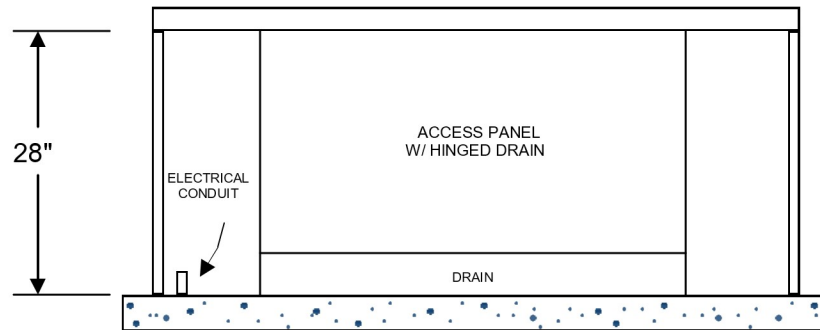 28"
ACCESS PANEL
W/ HINGED DRAIN
ELECTRICAL
CONDUIT
DRAIN